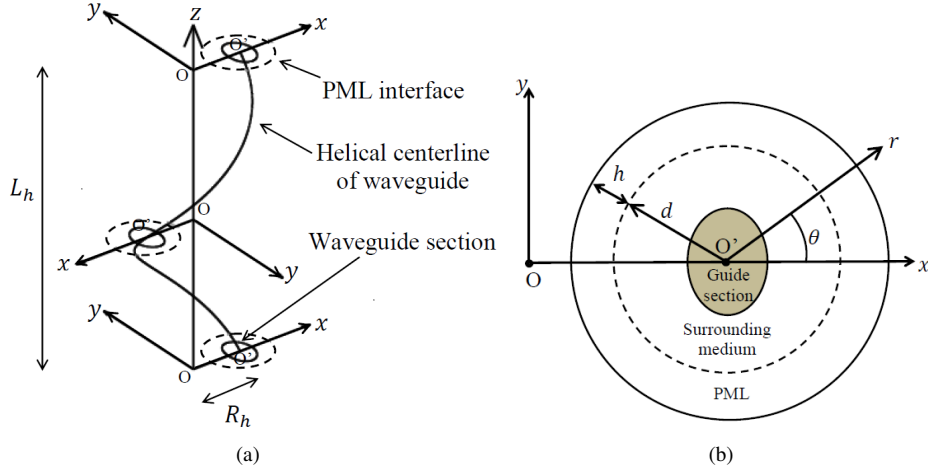 y
z
x
O'
O
PML interface
Helical centerline
of waveguide
L_h
O
O'
Waveguide section
x
y
y
x
O'
O
R_h
(a)
y
r
h
d
θ
O'
O
x
Guide
section
Surrounding
medium
PML
(b)